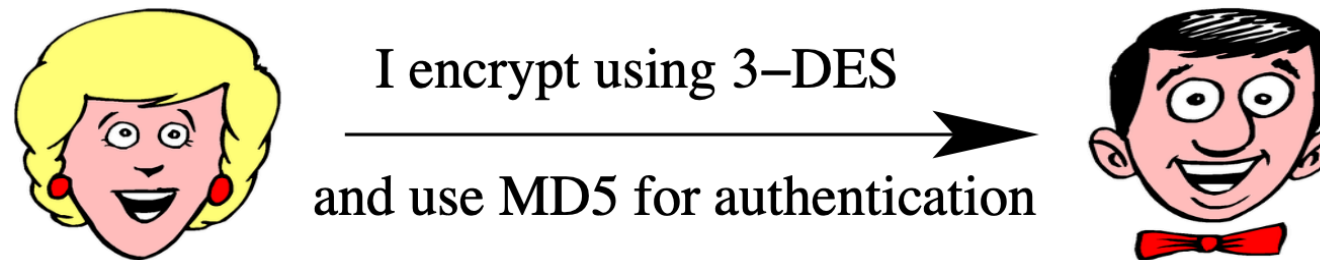 I encrypt using 3–DES
and use MD5 for authentication